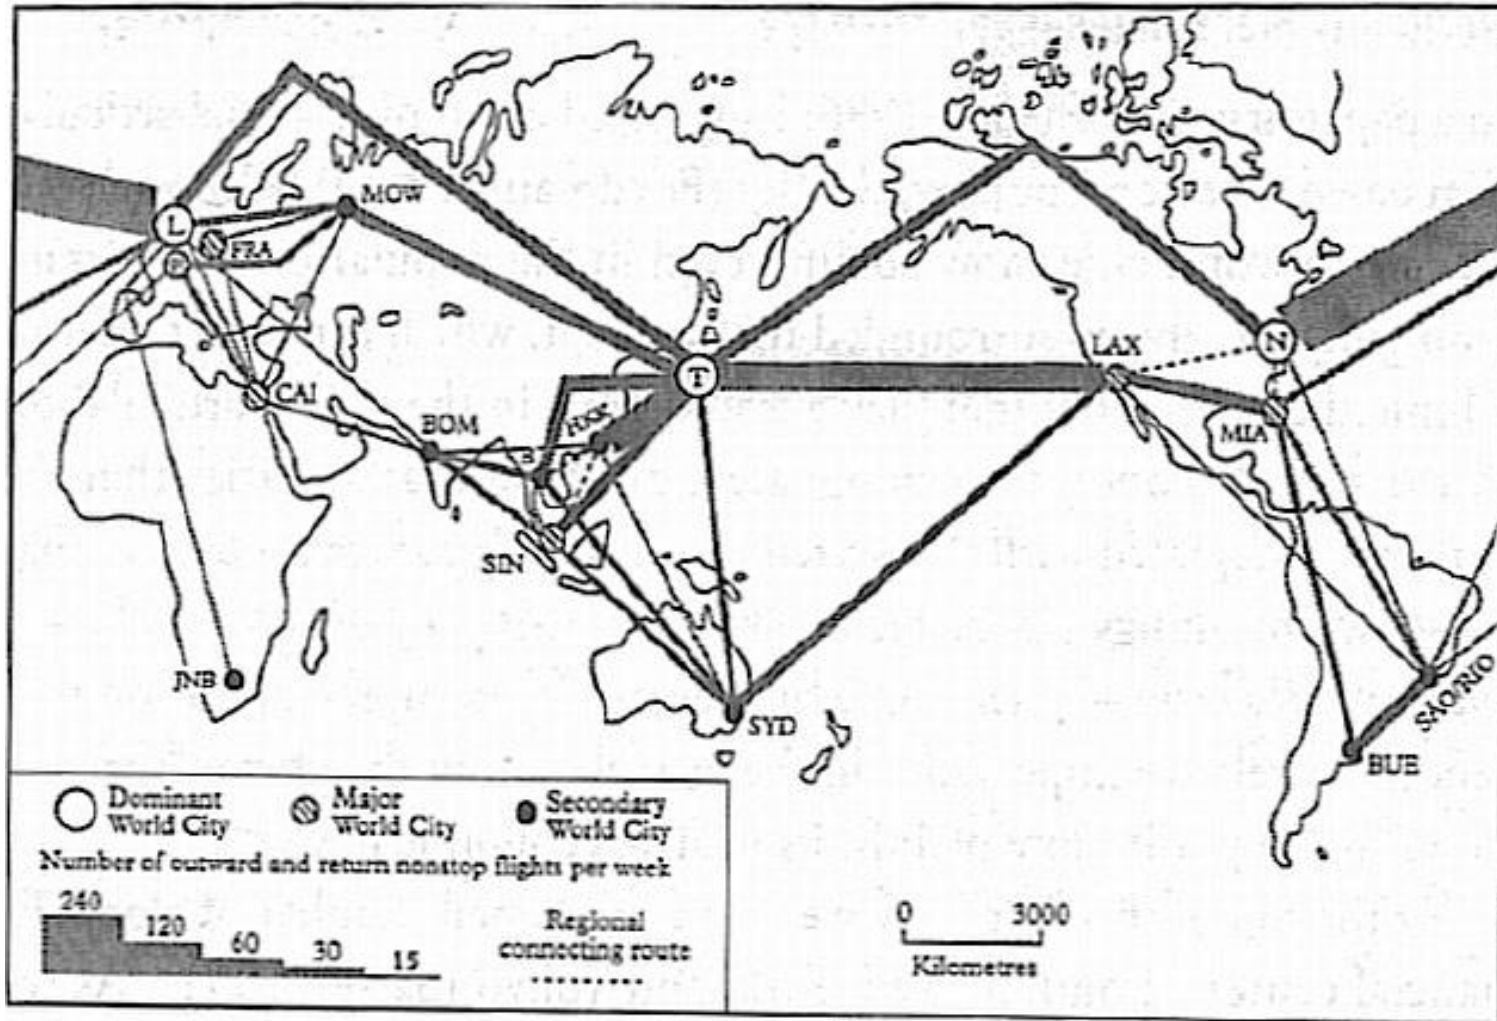 MOW
L
FRA
P
CAI
BOM
B
HKK
SIN
T
JNB
SYD
LAX
N
MIA
SAO/RIO
BUE
Dominant
World City
Major
World City
Secondary
World City
Number of outward and return nonstop flights per week
240
120
60
30
15
Regional
connecting route
0 3000
Kilometres